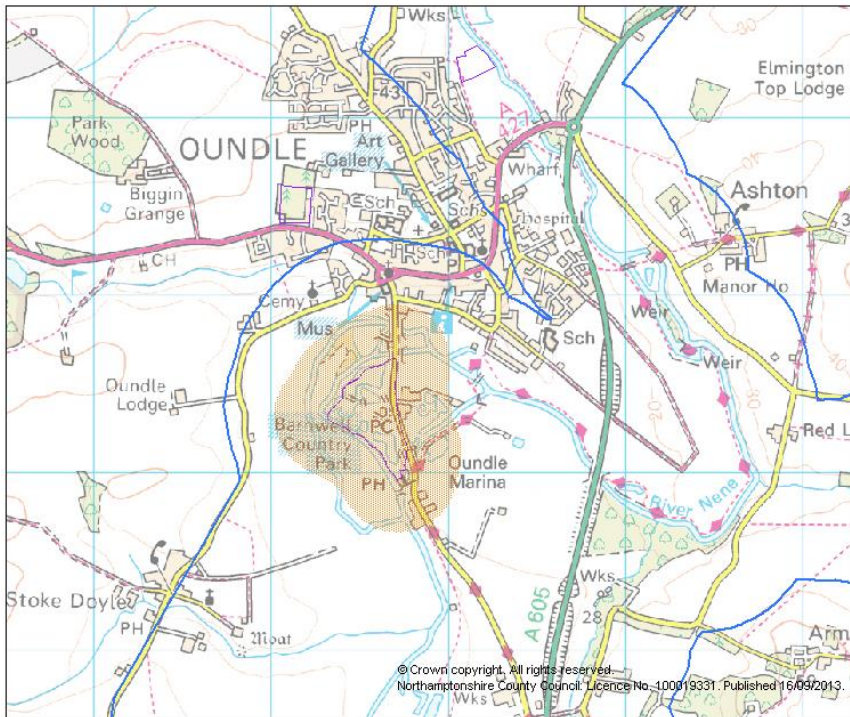 Wks
43
A
427
Elmington
Top Lodge
30
40
Park
Wood
PH
Art
Gallery
OUNDLE
Biggin
Grange
Wharf
Ashton
Sch
Schs
Hospital
Sch
CH
PH
Manor Ho
Cemy
Mus
Weir
Sch
Weir
Oundle
Lodge
20
Barnwell
Country
Park
PC
Red L
Oundle
Marina
PH
River Nene
Stoke Doyle
Wks
28
A 605
PH
Moat
Arm
© Crown copyright. All rights reserved.
Northamptonshire County Council: Licence No. 100019331. Published 16/09/2013.
Wks